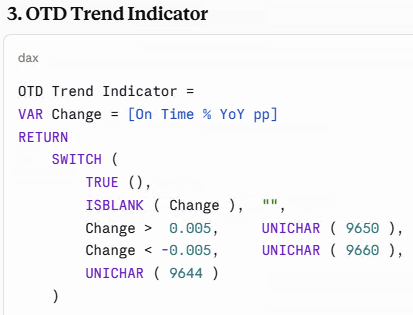 3. OTD Trend Indicator
dax
OTD Trend Indicator =
VAR Change = [On Time % YoY pp]
RETURN
    SWITCH (
        TRUE (),
        ISBLANK ( Change ),  "",
        Change >  0.005,     UNICHAR ( 9650 ),
        Change < -0.005,     UNICHAR ( 9660 ),
        UNICHAR ( 9644 )
    )